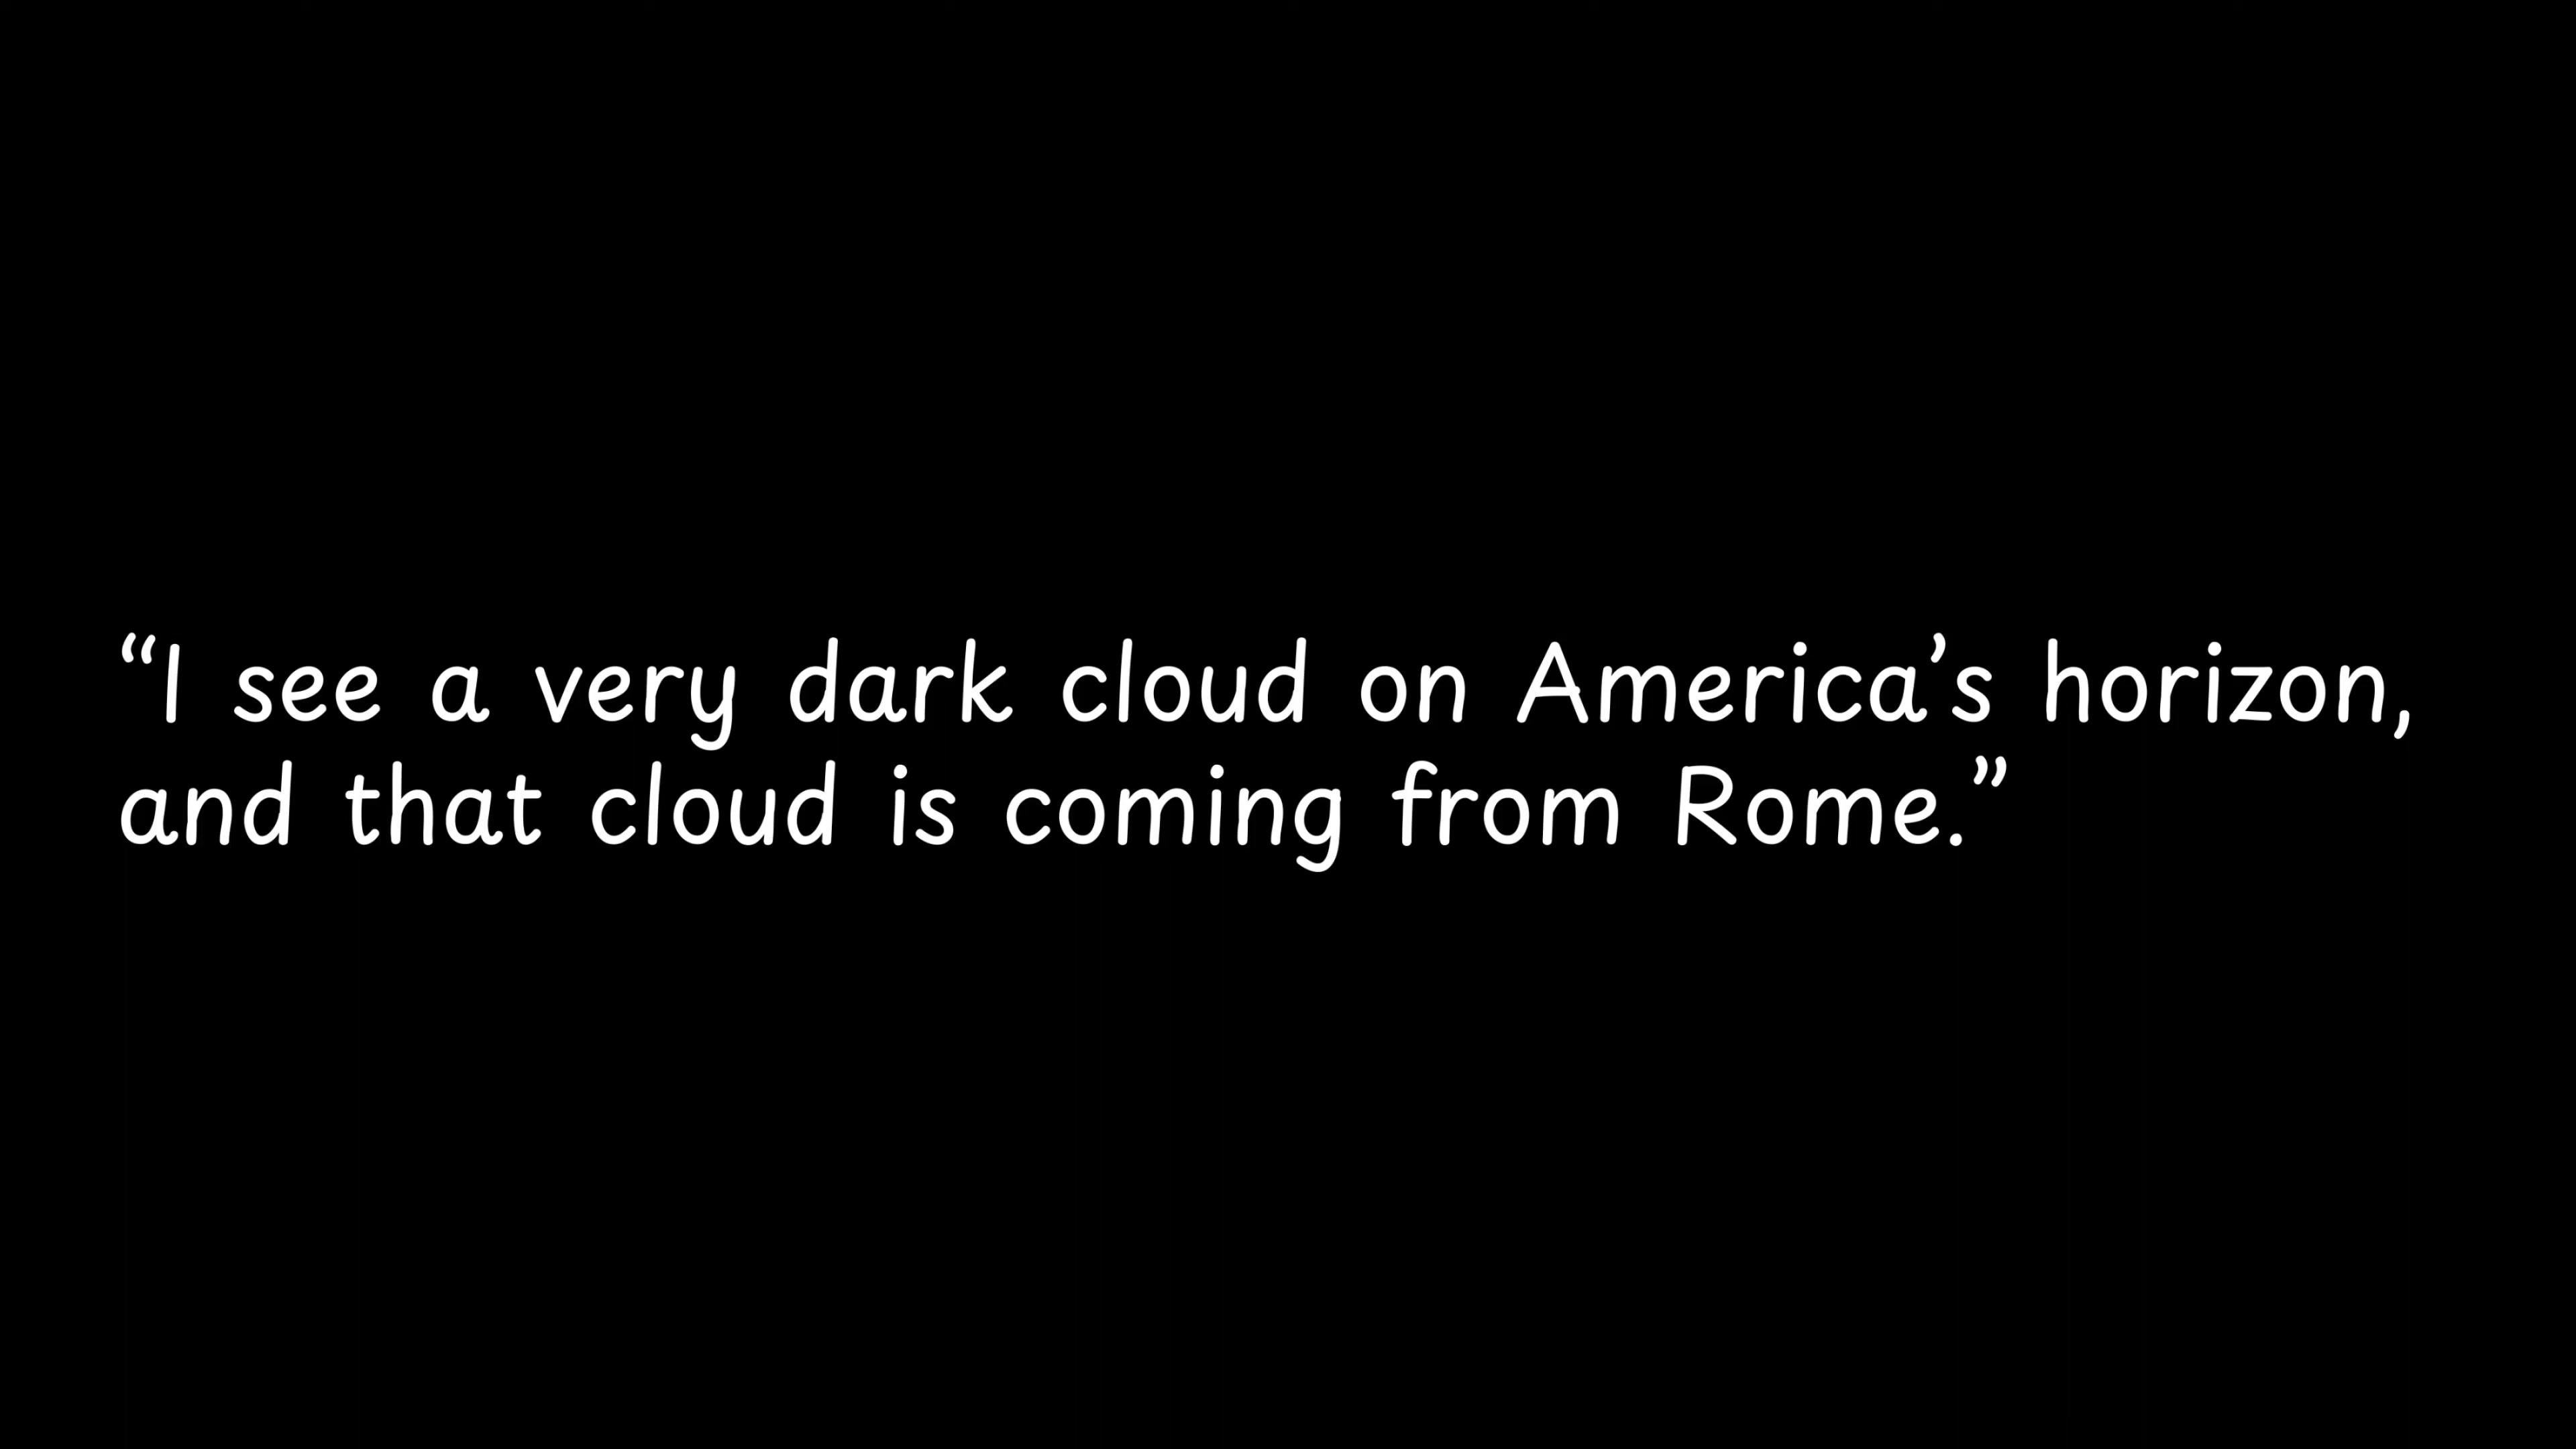 “I see a very dark cloud on America’s horizon,
and that cloud is coming from Rome.”